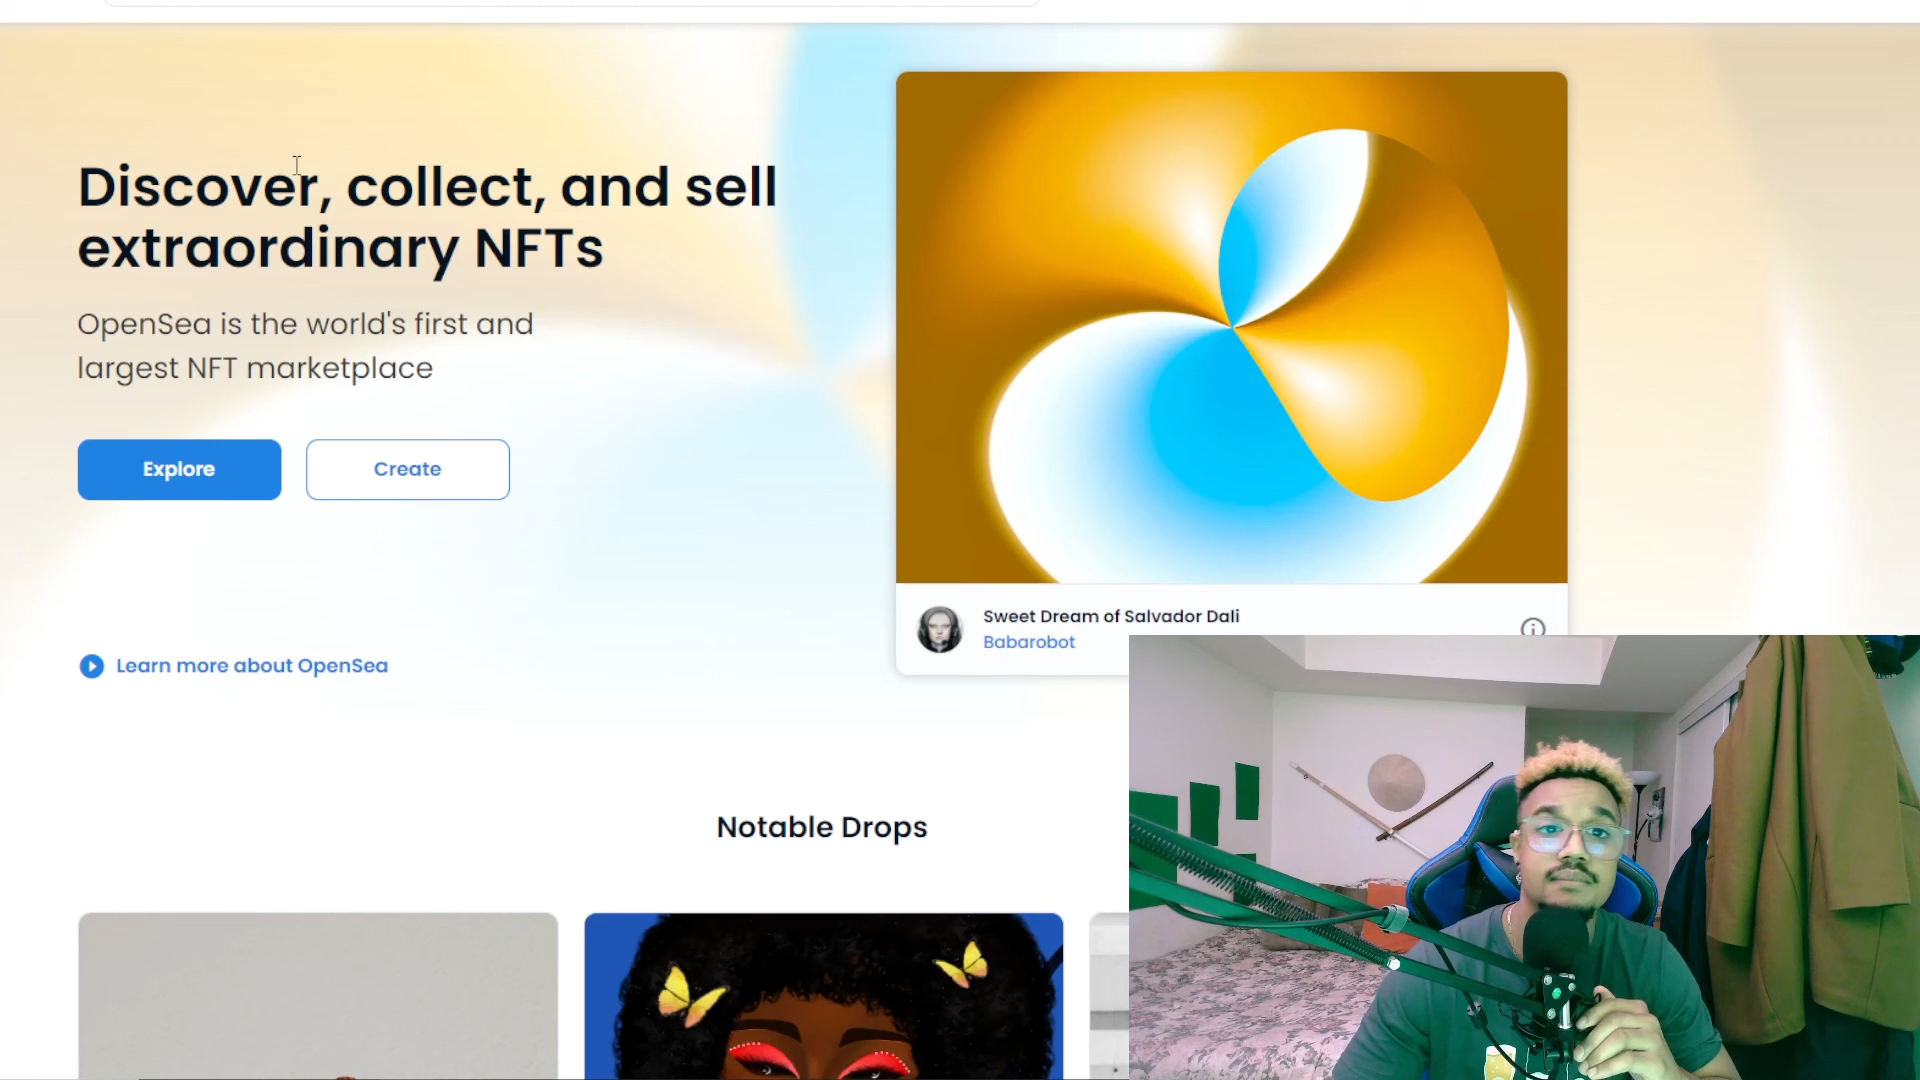 Discover, collect, and sell
extraordinary NFTs
OpenSea is the world's first and
largest NFT marketplace
Explore
Create
Sweet Dream of Salvador Dali
Babarobot
Learn more about OpenSea
Notable Drops